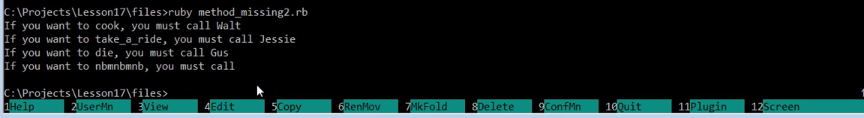 C:\Projects\Lesson17\files>ruby method_missing2.rb
If you want to cook, you must call Walt
If you want to take_a_ride, you must call Jessie
If you want to die, you must call Gus
If you want to nbmnbmnb, you must call
C:\Projects\Lesson17\files>
1Help 2UserMn 3View 4Edit 5Copy 6RenMov 7MkFold 8Delete 9ConfMn 10Quit 11Plugin 12Screen